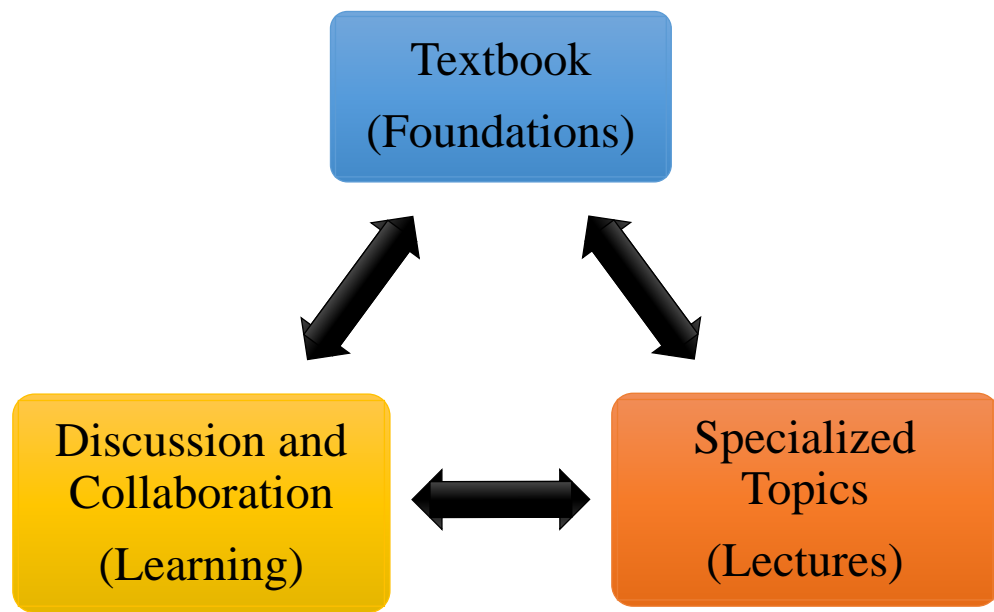 Textbook
(Foundations)
Discussion and
Collaboration
(Learning)
Specialized
Topics
(Lectures)